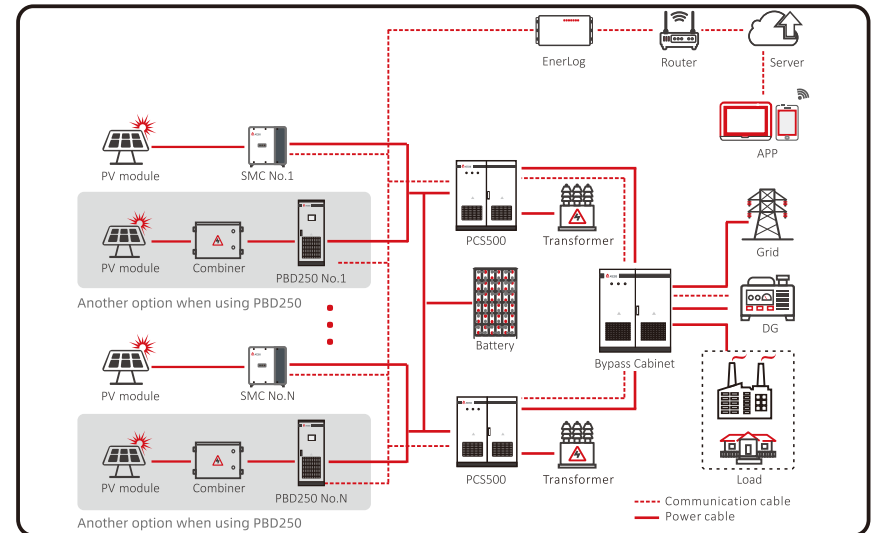 EnerLog
Router
Server
APP
PV module
SMC No.1
PV module
Combiner
PBD250 No.1
Another option when using PBD250
PCS500
Transformer
Grid
Battery
Bypass Cabinet
DG
PV module
SMC No.N
PV module
Combiner
PBD250 No.N
Another option when using PBD250
PCS500
Transformer
Load
Communication cable
Power cable